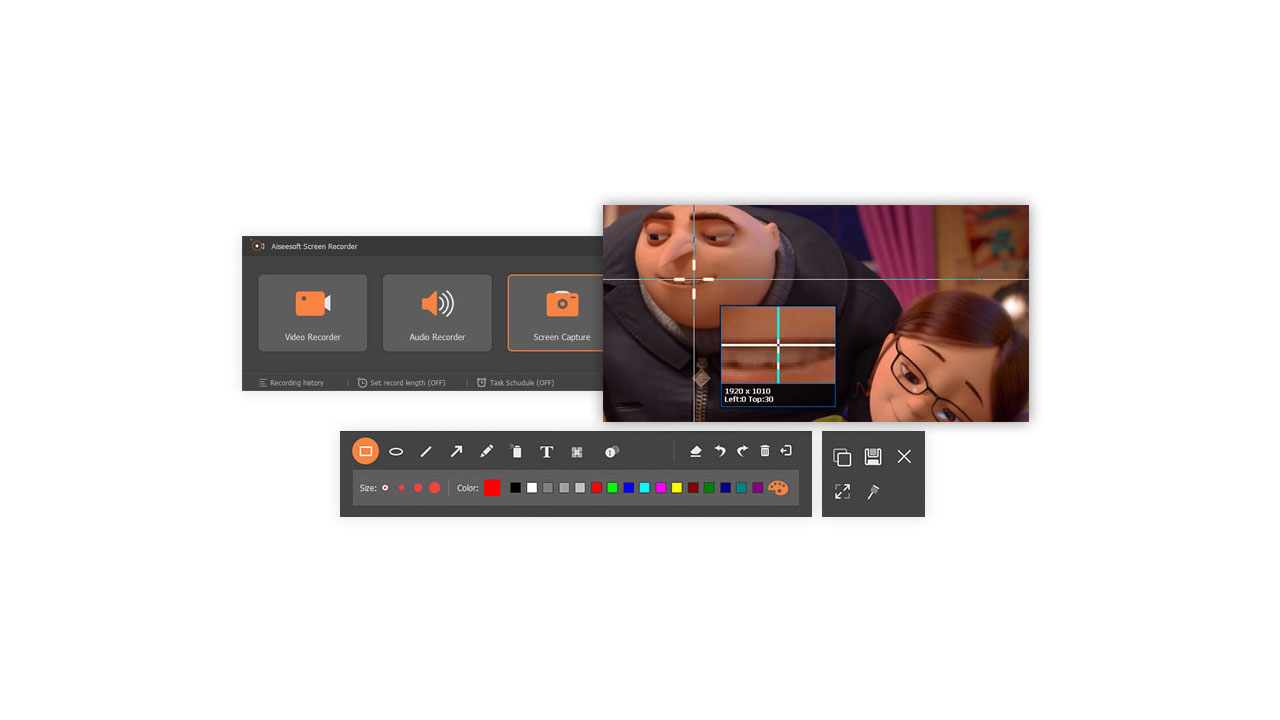 Aiseesoft Screen Recorder
Video Recorder
Audio Recorder
Screen Capture
Recording history
Set record length (OFF)
Task Schudule (OFF)
1920 x 1010
Left:0 Top:30
T
Size:
Color: